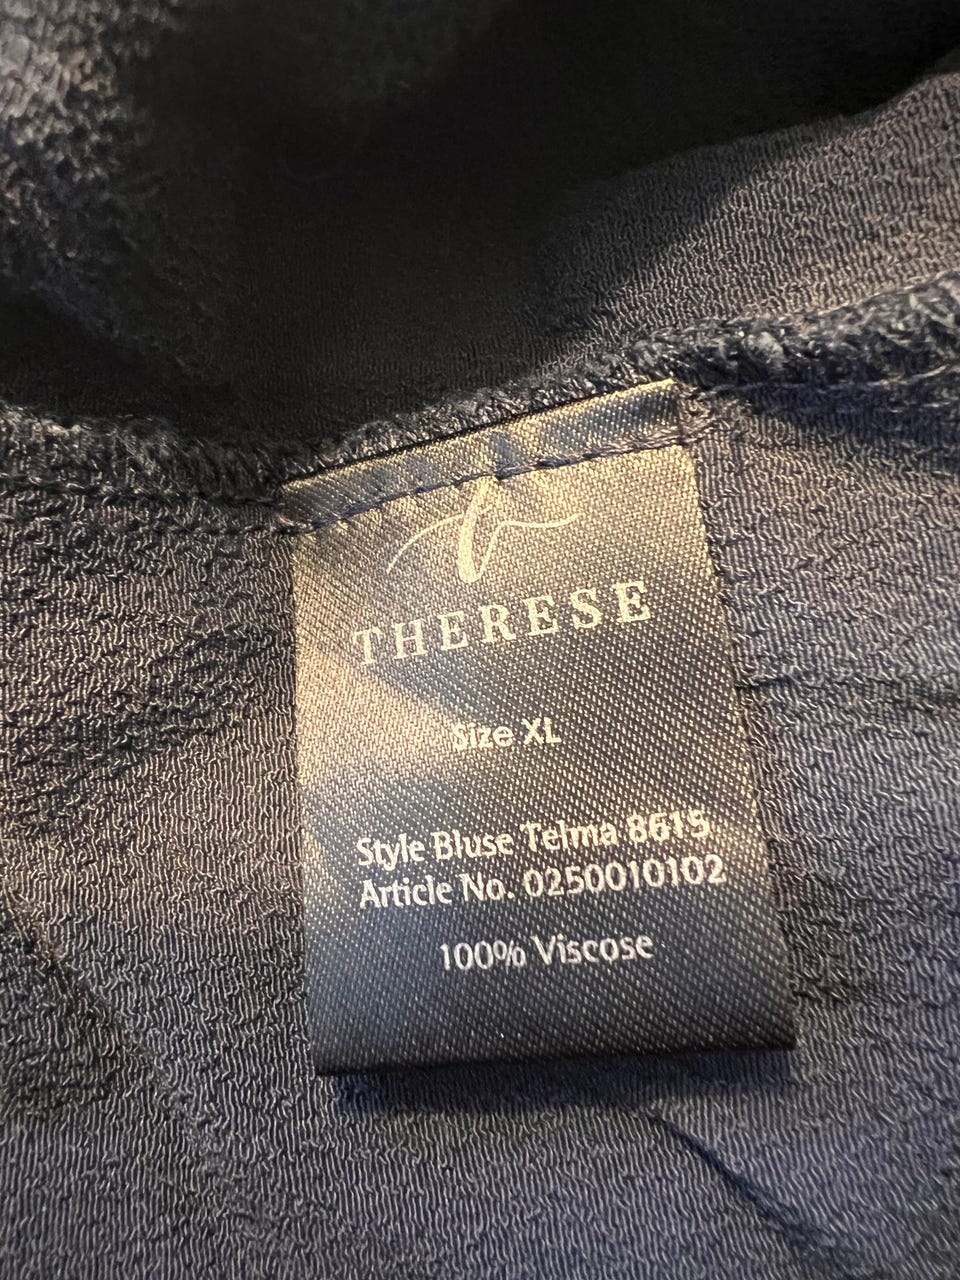 THERESE
Size XL
Style Bluse Telma 8615
Article No. 0250010102
100% Viscose